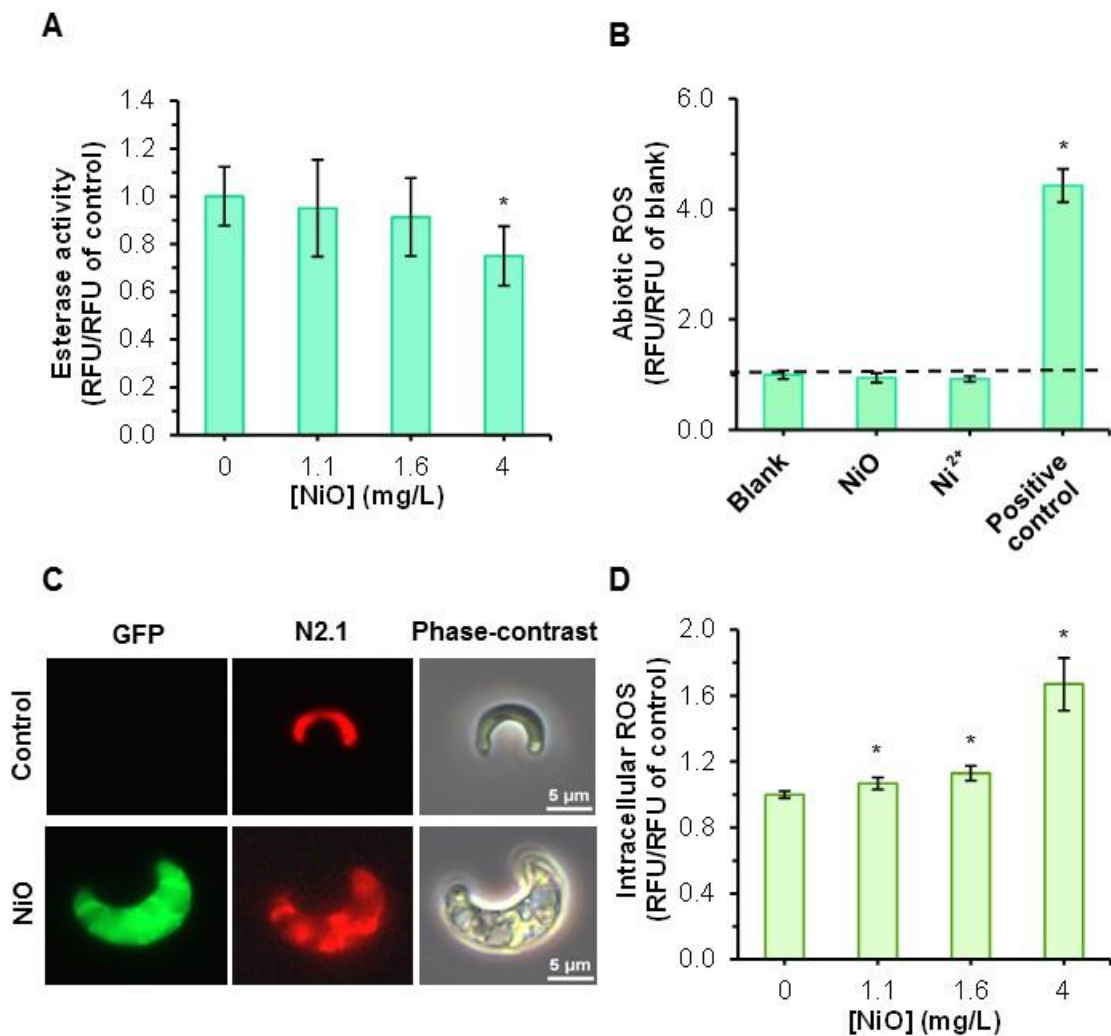 A
Esterase activity
(RFU/RFU of control)
1.4
1.2
1.0
0.8
0.6
0.4
0.2
0.0
0 1.1 1.6 4
[NiO] (mg/L)
*
B
Abiotic ROS
(RFU/RFU of blank)
6.0
4.0
2.0
0.0
Blank
NiO
Ni²⁺
Positive
control
*
C
GFP N2.1 Phase-contrast
Control
5 µm
NiO
5 µm
D
Intracellular ROS
(RFU/RFU of control)
2.0
1.6
1.2
0.8
0.4
0.0
0 1.1 1.6 4
[NiO] (mg/L)
* * *